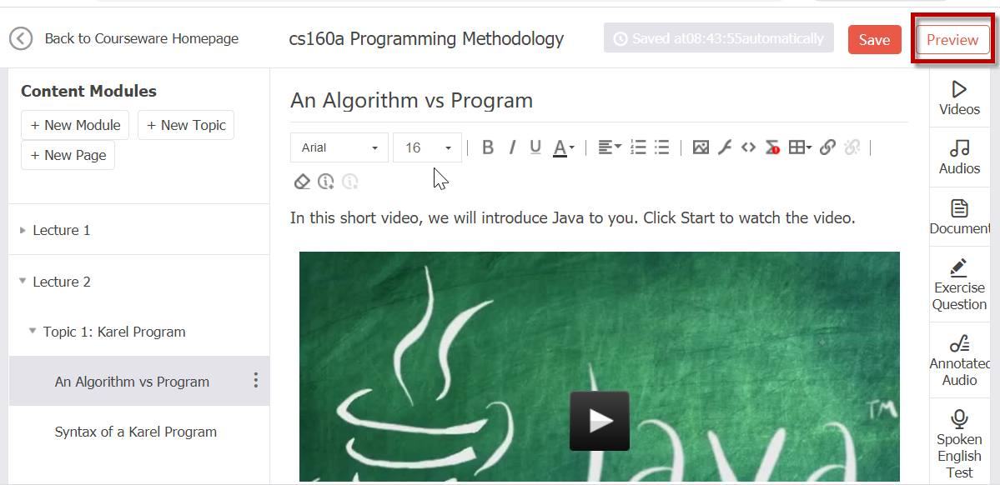 Back to Courseware Homepage
cs160a Programming Methodology
Saved at08:43:55automatically
Save
Preview
Content Modules
+ New Module
+ New Topic
+ New Page
Lecture 1
Lecture 2
Topic 1: Karel Program
An Algorithm vs Program
Syntax of a Karel Program
An Algorithm vs Program
Arial
16
B I U A
In this short video, we will introduce Java to you. Click Start to watch the video.
Java
TM
Videos
Audios
Document
Exercise
Question
Annotated
Audio
Spoken
English
Test